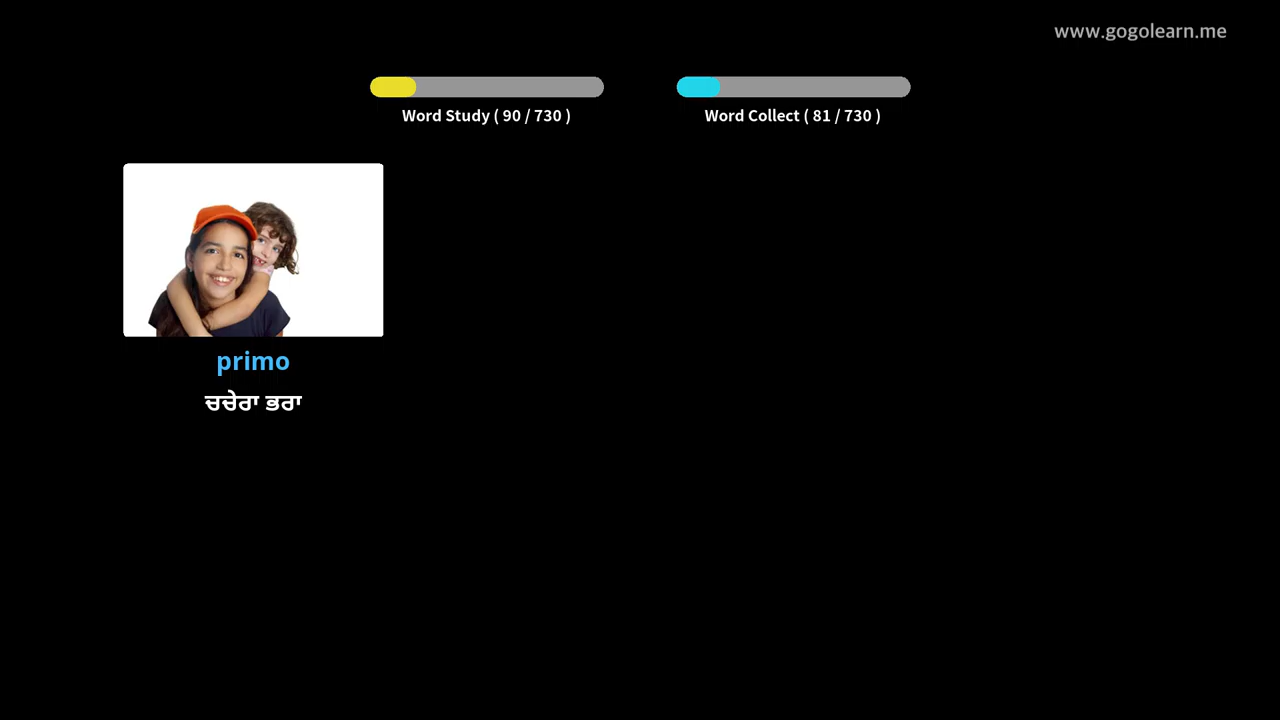 www.gogolearn.me
Word Study ( 90 / 730 )
Word Collect ( 81 / 730 )
primo
ਚਚੇਰਾ ਭਰਾ